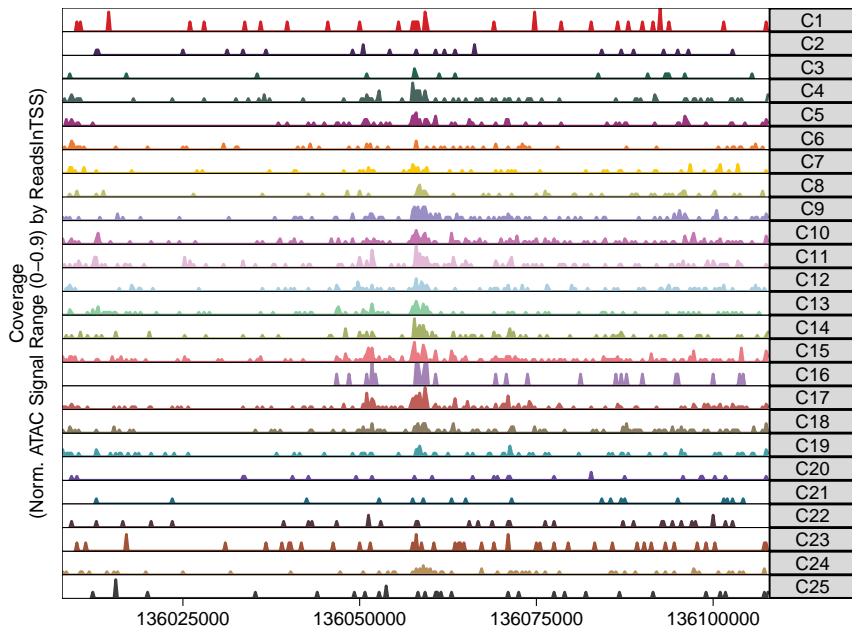 Coverage
(Norm. ATAC Signal Range (0−0.9) by ReadsInTSS)
C1
C2
C3
C4
C5
C6
C7
C8
C9
C10
C11
C12
C13
C14
C15
C16
C17
C18
C19
C20
C21
C22
C23
C24
C25
136025000 136050000 136075000 136100000